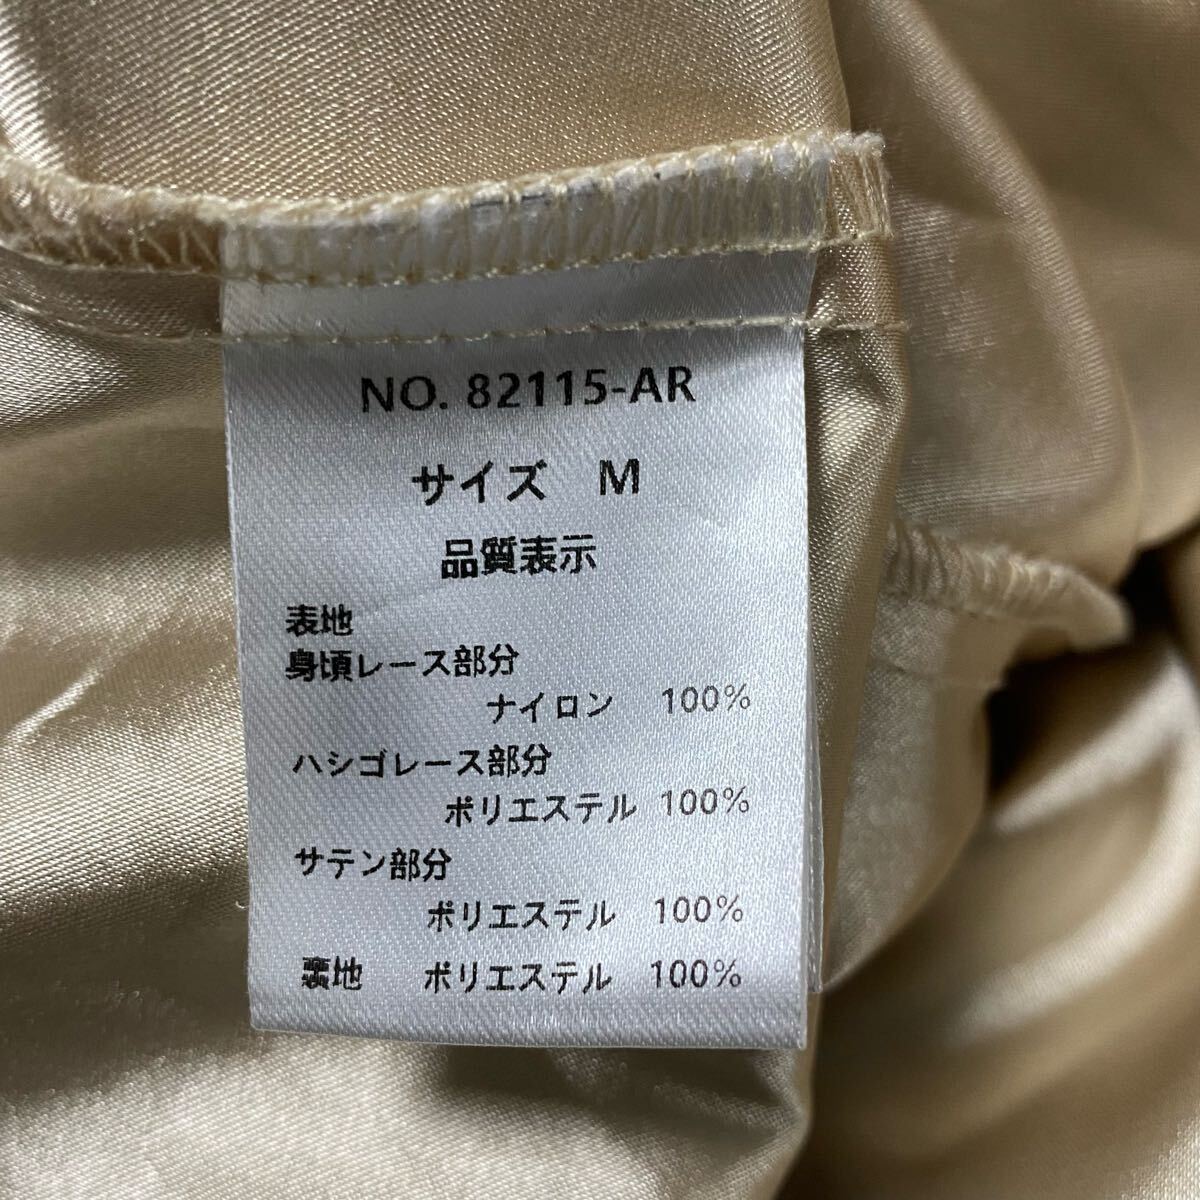 NO. 82115-AR
サイズ M
品質表示
表地
身頃レース部分
ナイロン 100%
ハシゴレース部分
ポリエステル 100%
サテン部分
ポリエステル 100%
裏地 ポリエステル 100%